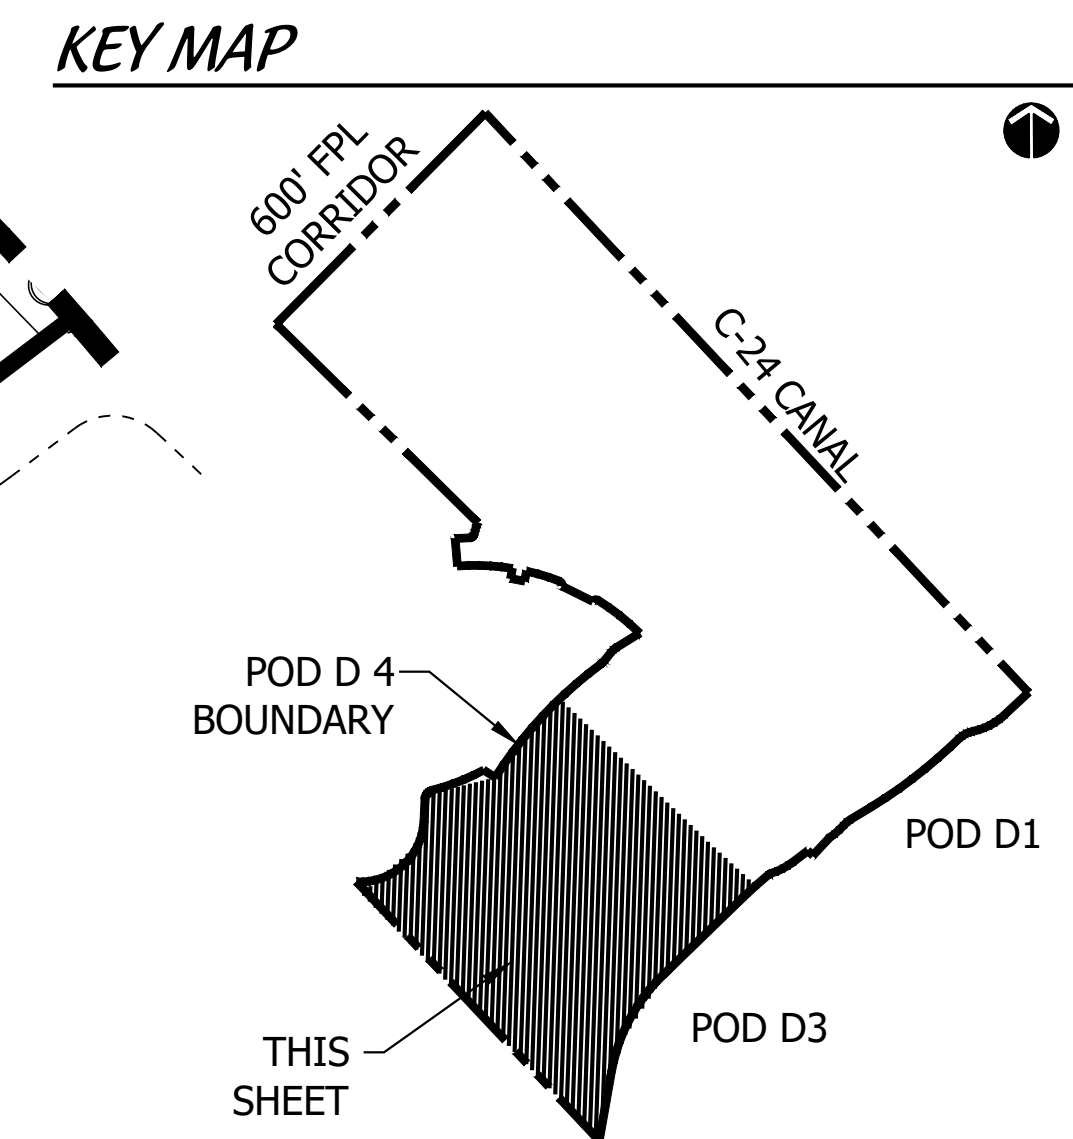 KEY MAP
600' FPL
CORRIDOR
C-24 CANAL
POD D 4
BOUNDARY
POD D1
POD D3
THIS
SHEET